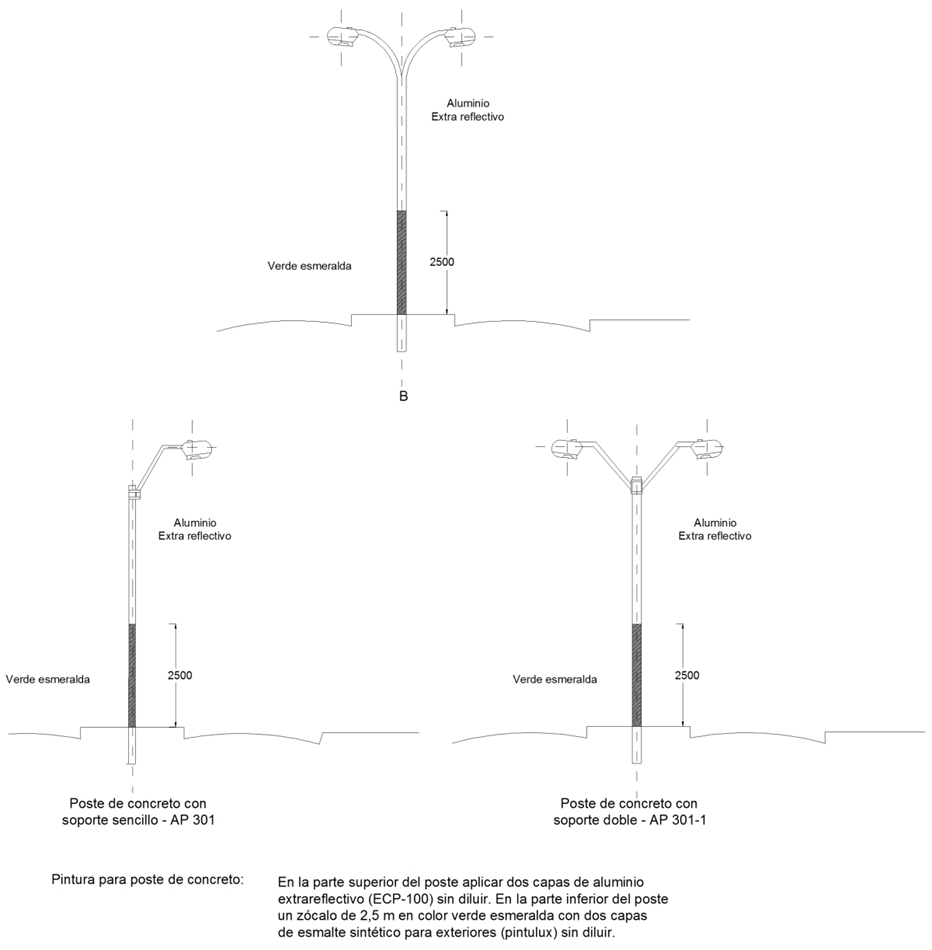 Aluminio
Extra reflectivo
2500
Verde esmeralda
B
Aluminio
Extra reflectivo
2500
Verde esmeralda
Poste de concreto con
soporte sencillo - AP 301
Aluminio
Extra reflectivo
2500
Verde esmeralda
Poste de concreto con
soporte doble - AP 301-1
Pintura para poste de concreto:
En la parte superior del poste aplicar dos capas de aluminio
extrareflectivo (ECP-100) sin diluir. En la parte inferior del poste
un zócalo de 2,5 m en color verde esmeralda con dos capas
de esmalte sintético para exteriores (pintulux) sin diluir.